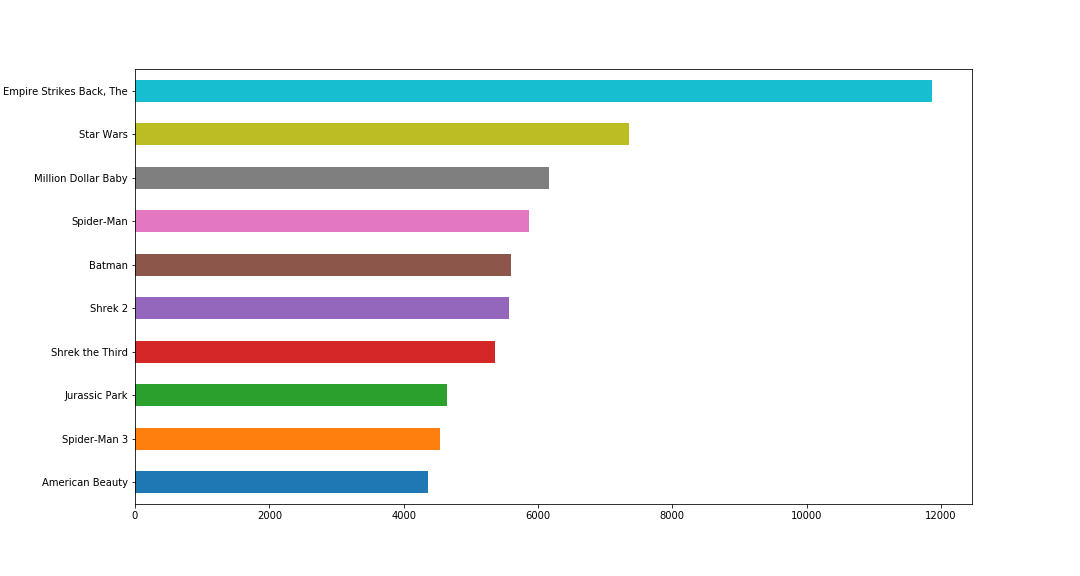 Empire Strikes Back, The
Star Wars
Million Dollar Baby
Spider-Man
Batman
Shrek 2
Shrek the Third
Jurassic Park
Spider-Man 3
American Beauty
0 2000 4000 6000 8000 10000 12000